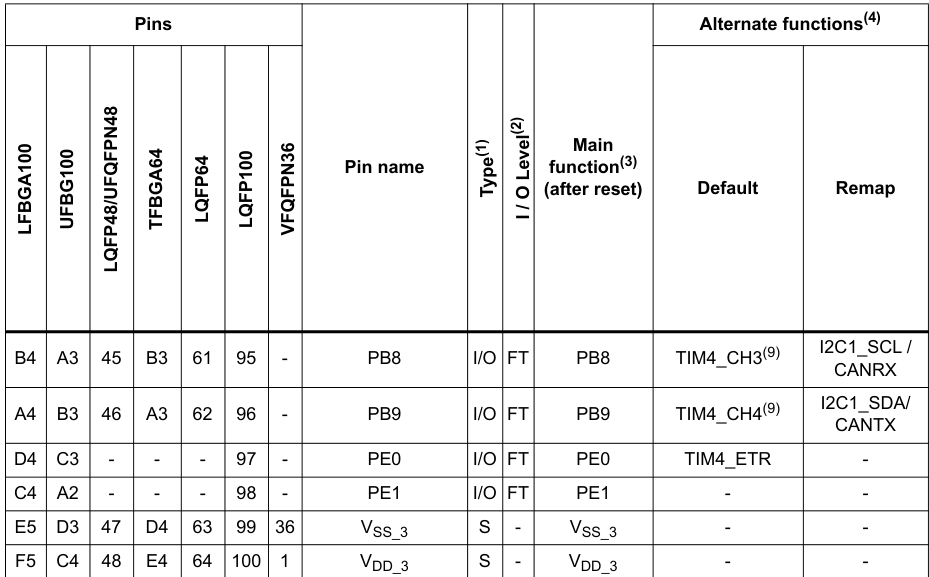 Pins
Alternate functions(4)
LFBGA100
UFBG100
LQFP48/UFQFPN48
TFBGA64
LQFP64
LQFP100
VFQFPN36
Pin name
Type(1)
I / O Level(2)
Main
function(3)
(after reset)
Default
Remap
B4 A3 45 B3 61 95 - PB8 I/O FT PB8 TIM4_CH3(9) I2C1_SCL /
CANRX
A4 B3 46 A3 62 96 - PB9 I/O FT PB9 TIM4_CH4(9) I2C1_SDA/
CANTX
D4 C3 - - - 97 - PE0 I/O FT PE0 TIM4_ETR -
C4 A2 - - - 98 - PE1 I/O FT PE1 - -
E5 D3 47 D4 63 99 36 VSS_3 S - VSS_3 - -
F5 C4 48 E4 64 100 1 VDD_3 S - VDD_3 - -